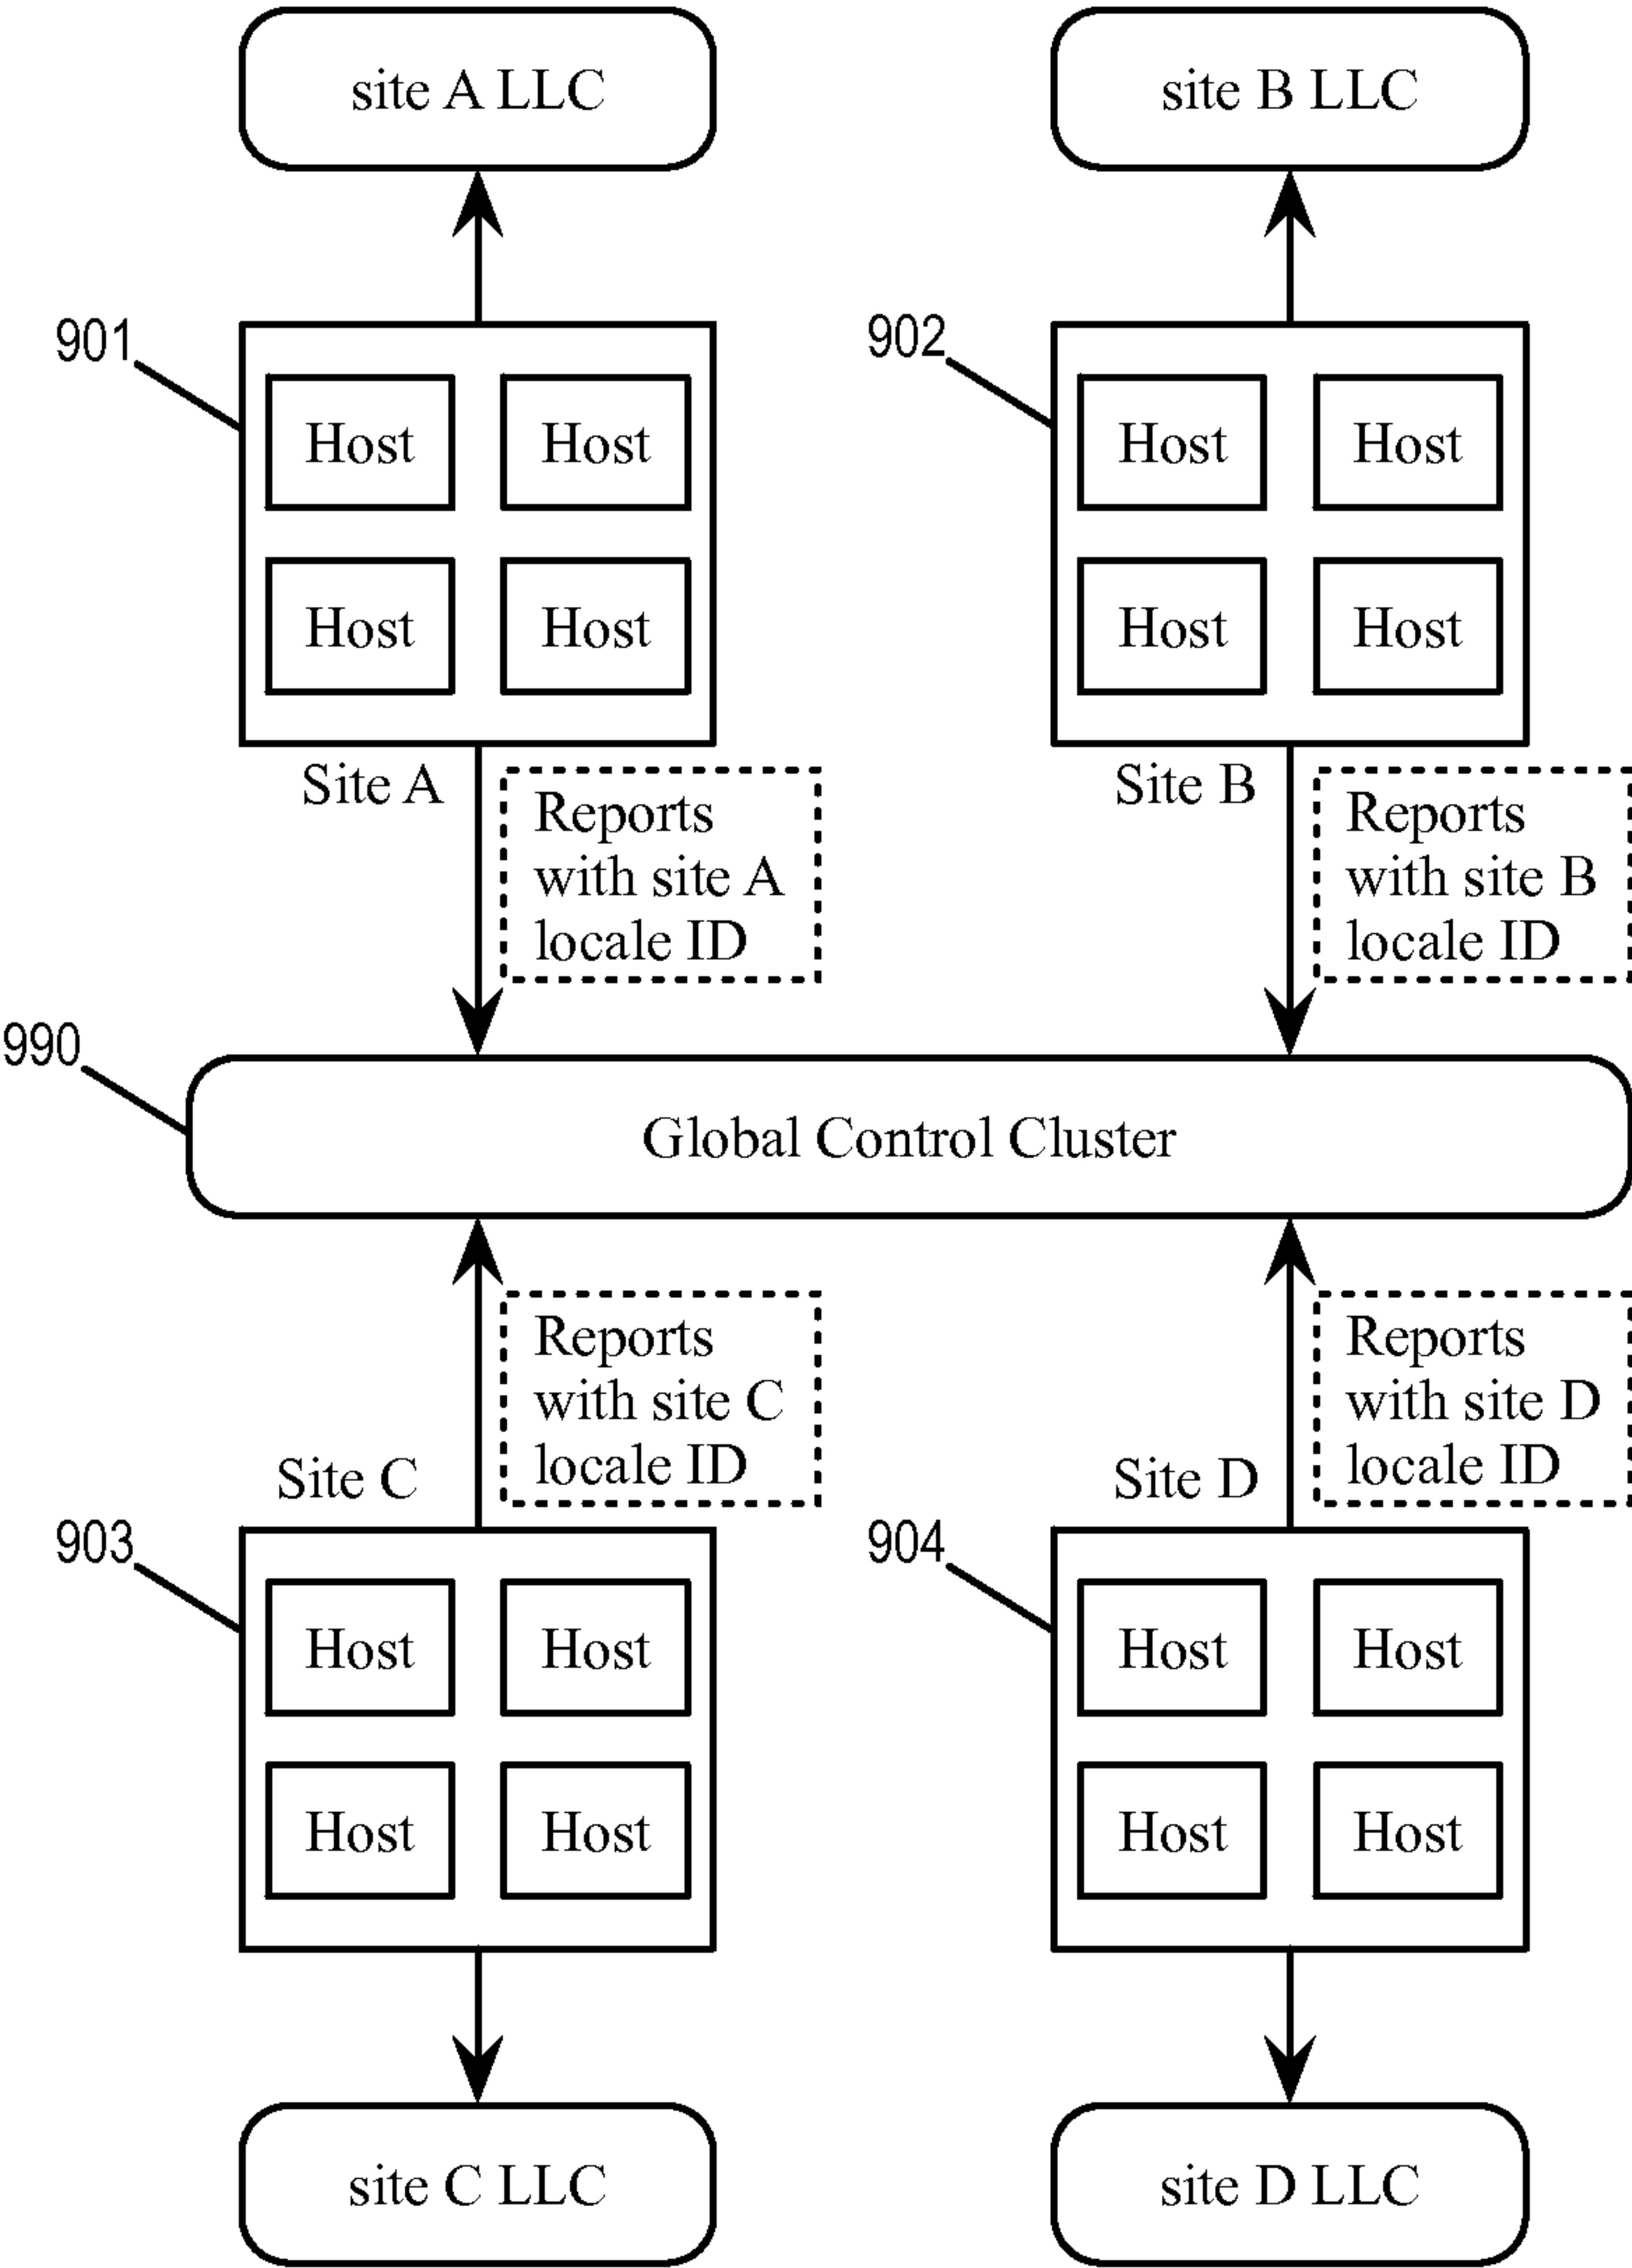 site A LLC
site B LLC
901
902
Host
Host
Host
Host
Host
Host
Host
Host
Site A
Reports
with site A
locale ID
Site B
Reports
with site B
locale ID
990
Global Control Cluster
Reports
with site C
locale ID
Site C
Reports
with site D
locale ID
Site D
903
904
Host
Host
Host
Host
Host
Host
Host
Host
site C LLC
site D LLC